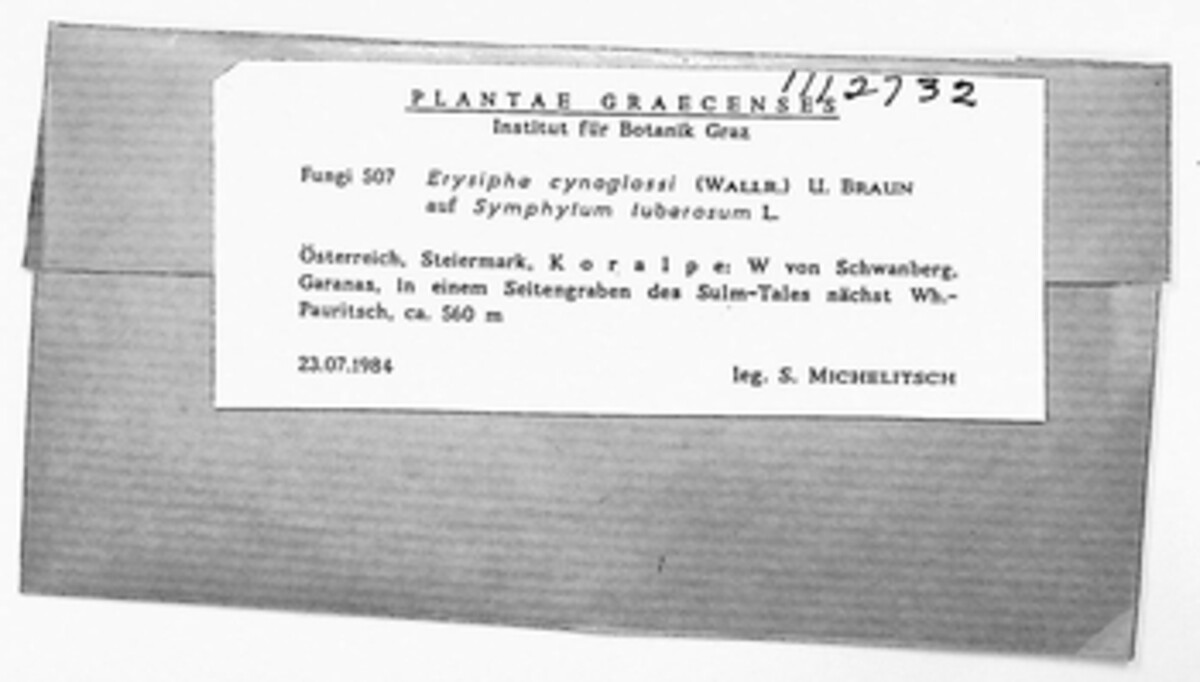 1112732
PLANTAE GRAECENSES
Institut für Botanik Graz
Fungi 507 Erysiphe cynoglossi (WALLR.) U. BRAUN
auf Symphytum tuberosum L.
Österreich, Steiermark, Koralpe: W von Schwanberg,
Garanas, in einem Seitengraben des Sulm-Tales nächst Wh.-
Pauritsch, ca. 560 m
23.07.1984 leg. S. MICHELITSCH